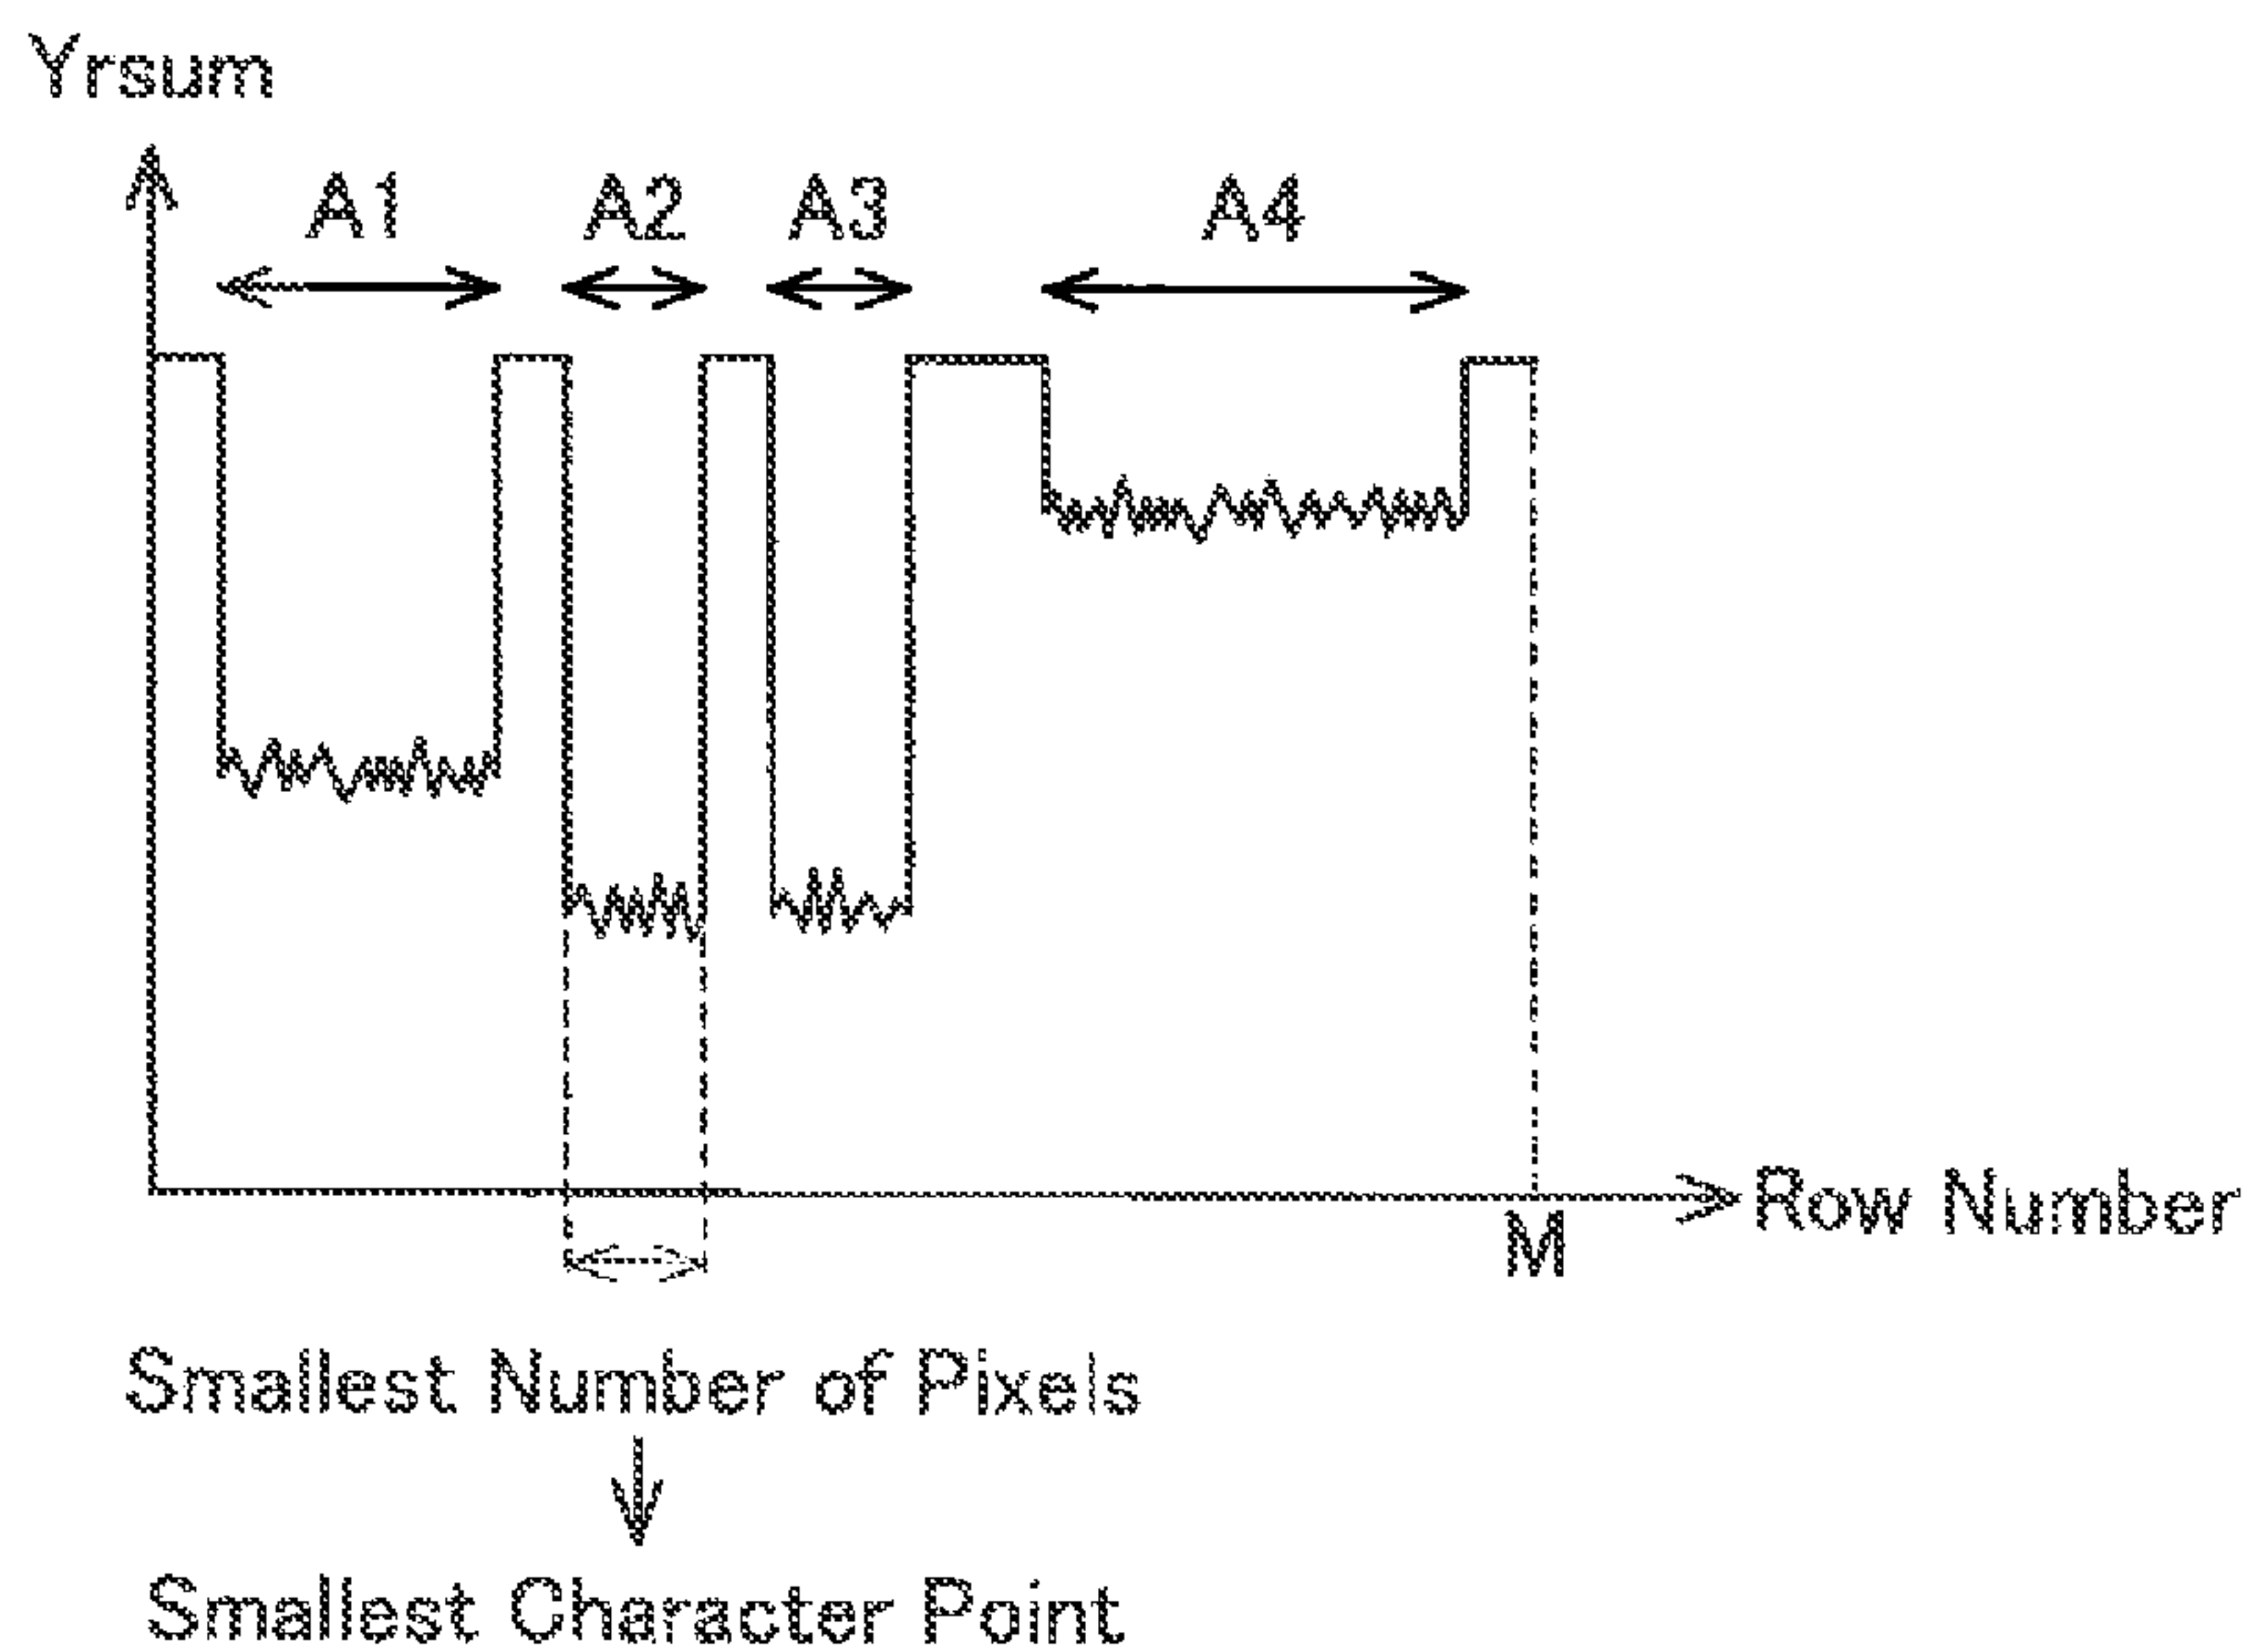 Yrsum
A1 A2 A3 A4
Row Number
M
Smallest Number of Pixels
Smallest Character Point